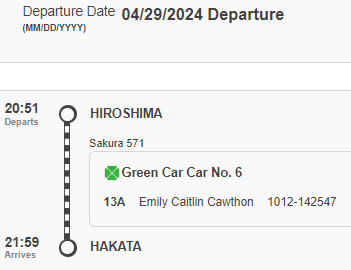 Departure Date 04/29/2024 Departure
(MM/DD/YYYY)
20:51 HIROSHIMA
Departs
Sakura 571
Green Car Car No. 6
13A Emily Caitlin Cawthon 1012-142547
21:59 HAKATA
Arrives